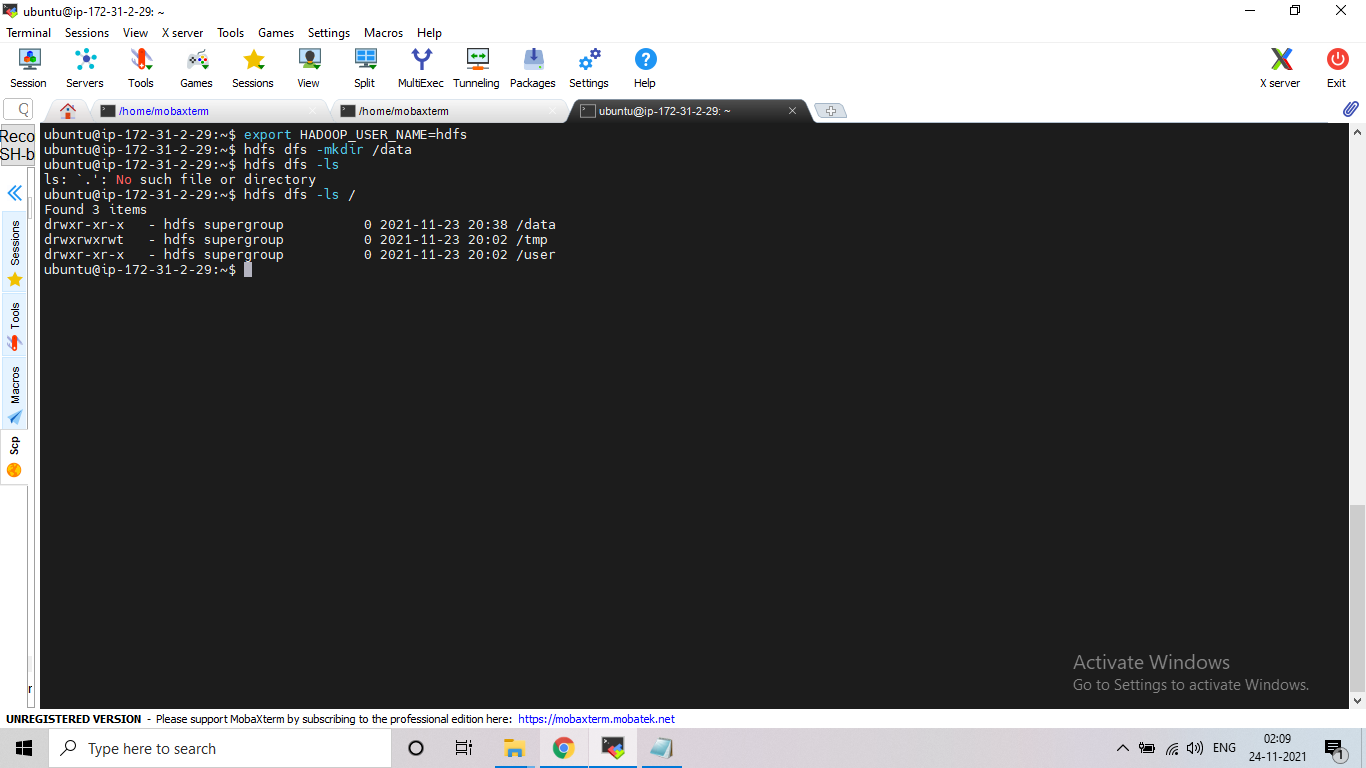 ubuntu@ip-172-31-2-29: ~
Terminal Sessions View X server Tools Games Settings Macros Help
Session Servers Tools Games Sessions View Split MultiExec Tunneling Packages Settings Help X server Exit
/home/mobaxterm /home/mobaxterm ubuntu@ip-172-31-2-29: ~
Reco
SH-b
Sessions
Tools
Macros
Scp
ubuntu@ip-172-31-2-29:~$ export HADOOP_USER_NAME=hdfs
ubuntu@ip-172-31-2-29:~$ hdfs dfs -mkdir /data
ubuntu@ip-172-31-2-29:~$ hdfs dfs -ls
ls: `.': No such file or directory
ubuntu@ip-172-31-2-29:~$ hdfs dfs -ls /
Found 3 items
drwxr-xr-x   - hdfs supergroup          0 2021-11-23 20:38 /data
drwxrwxrwt   - hdfs supergroup          0 2021-11-23 20:02 /tmp
drwxr-xr-x   - hdfs supergroup          0 2021-11-23 20:02 /user
ubuntu@ip-172-31-2-29:~$
Activate Windows
Go to Settings to activate Windows.
UNREGISTERED VERSION - Please support MobaXterm by subscribing to the professional edition here: https://mobaxterm.mobatek.net
Type here to search
ENG
02:09
24-11-2021
1